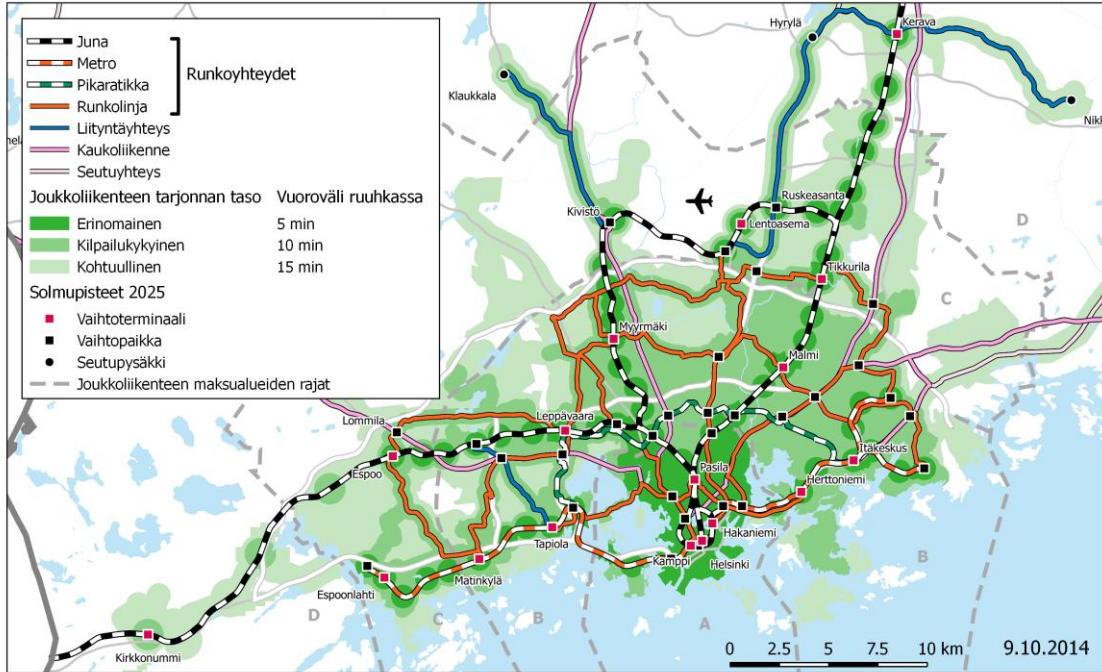 Juna
Metro
Pikaratikka
Runkolinja
Runkoyhteydet
Liityntäyhteys
Kaukoliikenne
Seutuyhteys
Joukkoliikenteen tarjonnan taso Vuoroväli ruuhkassa
Erinomainen 5 min
Kilpailukykyinen 10 min
Kohtuullinen 15 min
Solmupisteet 2025
Vaihtoterminaali
Vaihtopaikka
Seutupysäkki
Joukkoliikenteen maksualueiden rajat
Hyrylä
Kerava
Klaukkala
Nikk
Ruskeasanta
Kivistö
Lentoasema
D
Tikkurila
C
Myyrmäki
Malmi
Lommila
Leppävaara
Itäkeskus
Espoo
Pasila
Herttoniemi
Hakaniemi
Tapiola
Kamppi
Helsinki
B
Matinkylä
Espoonlahti
D
C
B
A
Kirkkonummi
0 2.5 5 7.5 10 km
9.10.2014